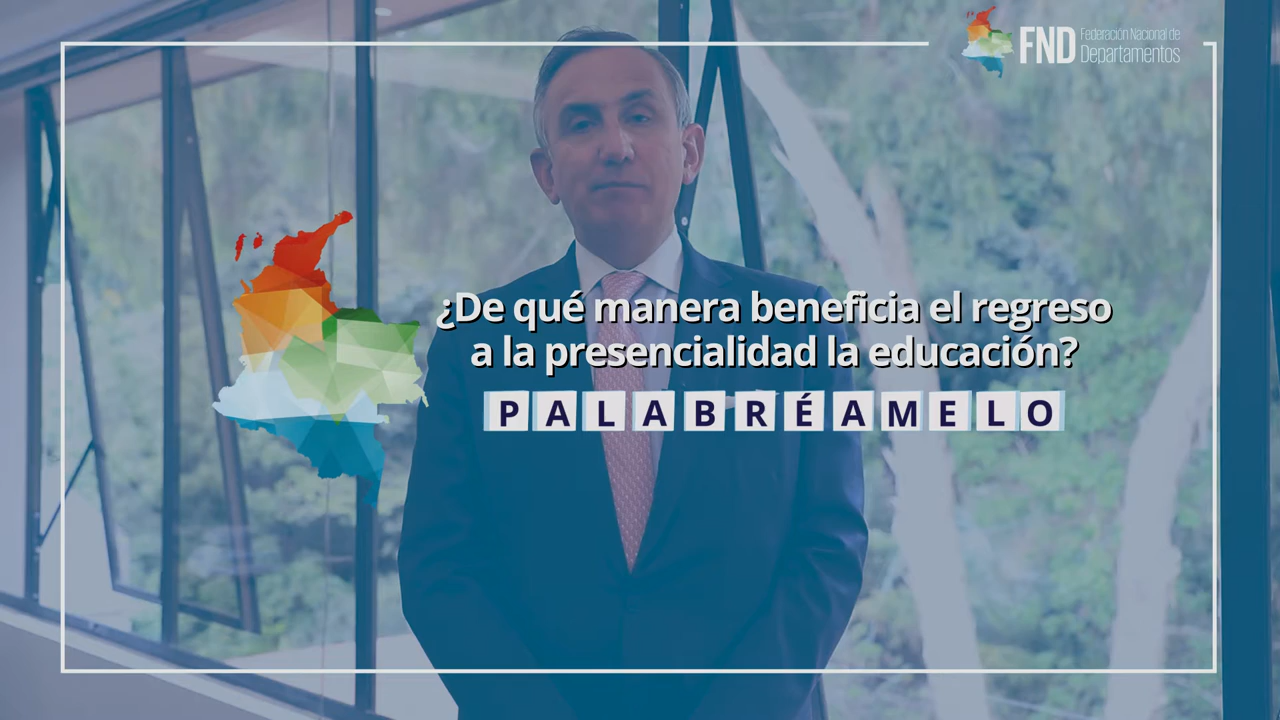 FND
Federación Nacional de
Departamentos
¿De qué manera beneficia el regreso
a la presencialidad la educación?
PALABRÉAMELO